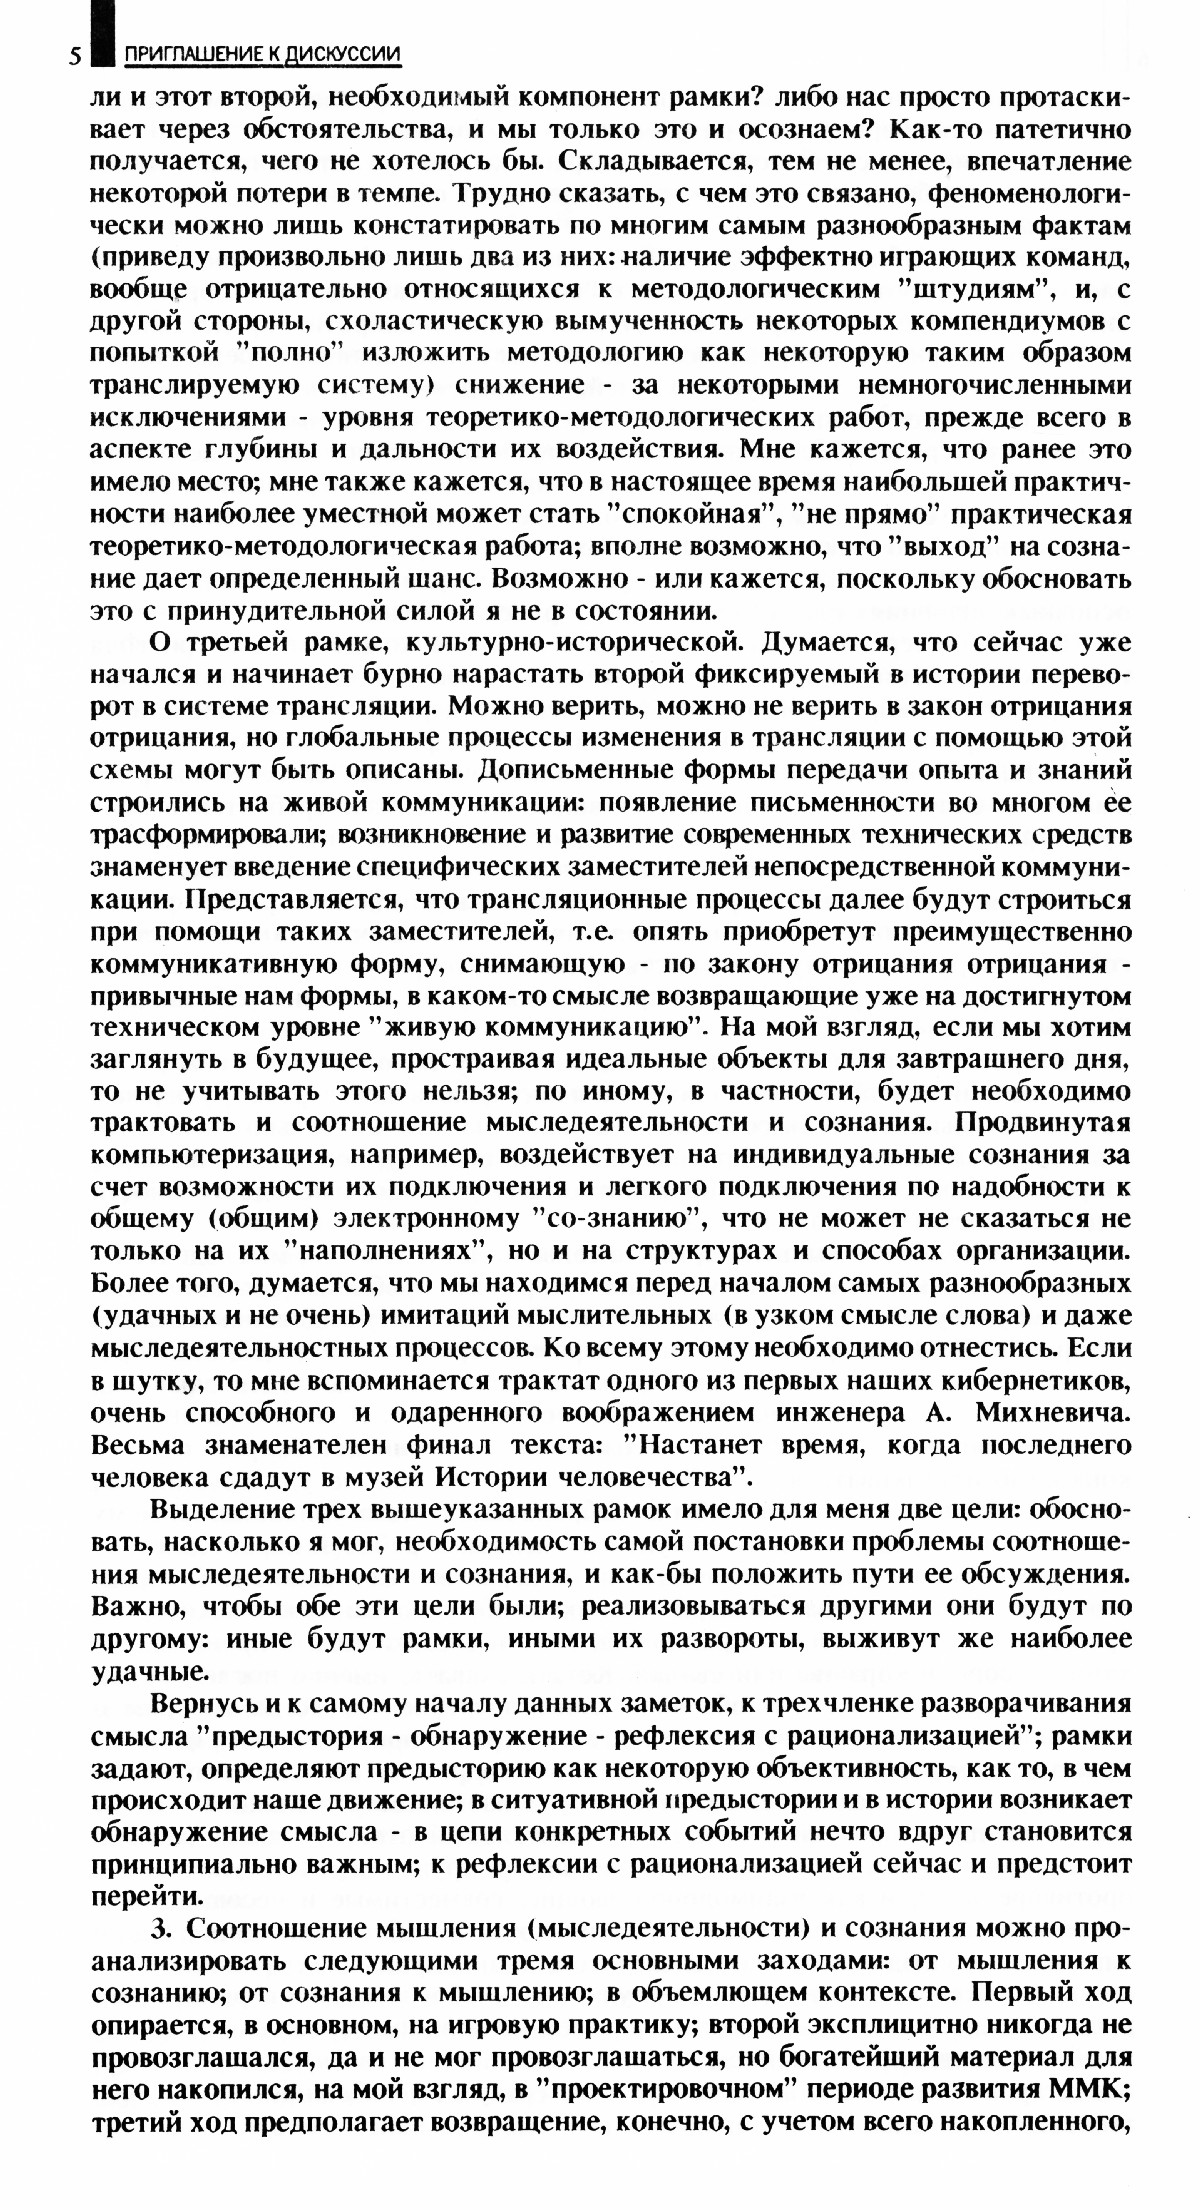 5 ПРИГЛАШЕНИЕ К ДИСКУССИИ
ли и этот второй, необходимый компонент рамки? либо нас просто протаски-
вает через обстоятельства, и мы только это и осознаем? Как-то патетично
получается, чего не хотелось бы. Складывается, тем не менее, впечатление
некоторой потери в темпе. Трудно сказать, с чем это связано, феноменологи-
чески можно лишь констатировать по многим самым разнообразным фактам
(приведу произвольно лишь два из них: наличие эффектно играющих команд,
вообще отрицательно относящихся к методологическим "штудиям", и, с
другой стороны, схоластическую вымученность некоторых компендиумов с
попыткой "полно" изложить методологию как некоторую таким образом
транслируемую систему) снижение - за некоторыми немногочисленными
исключениями - уровня теоретико-методологических работ, прежде всего в
аспекте глубины и дальности их воздействия. Мне кажется, что ранее это
имело место; мне также кажется, что в настоящее время наибольшей практич-
ности наиболее уместной может стать "спокойная", "не прямо" практическая
теоретико-методологическая работа; вполне возможно, что "выход" на созна-
ние дает определенный шанс. Возможно - или кажется, поскольку обосновать
это с принудительной силой я не в состоянии.
О третьей рамке, культурно-исторической. Думается, что сейчас уже
начался и начинает бурно нарастать второй фиксируемый в истории перево-
рот в системе трансляции. Можно верить, можно не верить в закон отрицания
отрицания, но глобальные процессы изменения в трансляции с помощью этой
схемы могут быть описаны. Дописьменные формы передачи опыта и знаний
строились на живой коммуникации: появление письменности во многом ее
трасформировали; возникновение и развитие современных технических средств
знаменует введение специфических заместителей непосредственной коммуни-
кации. Представляется, что трансляционные процессы далее будут строиться
при помощи таких заместителей, т.е. опять приобретут преимущественно
коммуникативную форму, снимающую - по закону отрицания отрицания -
привычные нам формы, в каком-то смысле возвращающие уже на достигнутом
техническом уровне "живую коммуникацию". На мой взгляд, если мы хотим
заглянуть в будущее, простраивая идеальные объекты для завтрашнего дня,
то не учитывать этого нельзя; по иному, в частности, будет необходимо
трактовать и соотношение мыследеятельности и сознания. Продвинутая
компьютеризация, например, воздействует на индивидуальные сознания за
счет возможности их подключения и легкого подключения по надобности к
общему (общим) электронному "со-знанию", что не может не сказаться не
только на их "наполнениях", но и на структурах и способах организации.
Более того, думается, что мы находимся перед началом самых разнообразных
(удачных и не очень) имитаций мыслительных (в узком смысле слова) и даже
мыследеятельностных процессов. Ко всему этому необходимо отнестись. Если
в шутку, то мне вспоминается трактат одного из первых наших кибернетиков,
очень способного и одаренного воображением инженера А. Михневича.
Весьма знаменателен финал текста: "Настанет время, когда последнего
человека сдадут в музей Истории человечества".
Выделение трех вышеуказанных рамок имело для меня две цели: обосно-
вать, насколько я мог, необходимость самой постановки проблемы соотноше-
ния мыследеятельности и сознания, и как-бы положить пути ее обсуждения.
Важно, чтобы обе эти цели были; реализовываться другими они будут по
другому: иные будут рамки, иными их развороты, выживут же наиболее
удачные.
Вернусь и к самому началу данных заметок, к трехчленке разворачивания
смысла "предыстория - обнаружение - рефлексия с рационализацией"; рамки
задают, определяют предысторию как некоторую объективность, как то, в чем
происходит наше движение; в ситуативной предыстории и в истории возникает
обнаружение смысла - в цепи конкретных событий нечто вдруг становится
принципиально важным; к рефлексии с рационализацией сейчас и предстоит
перейти.
3. Соотношение мышления (мыследеятельности) и сознания можно про-
анализировать следующими тремя основными заходами: от мышления к
сознанию; от сознания к мышлению; в объемлющем контексте. Первый ход
опирается, в основном, на игровую практику; второй эксплицитно никогда не
провозглашался, да и не мог провозглашаться, но богатейший материал для
него накопился, на мой взгляд, в "проектировочном" периоде развития ММК;
третий ход предполагает возвращение, конечно, с учетом всего накопленного,